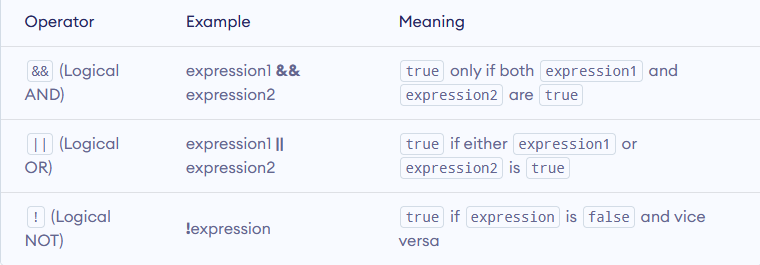 Operator Example Meaning
&& (Logical AND) expression1 && expression2 true only if both expression1 and expression2 are true
|| (Logical OR) expression1 || expression2 true if either expression1 or expression2 is true
! (Logical NOT) !expression true if expression is false and vice versa